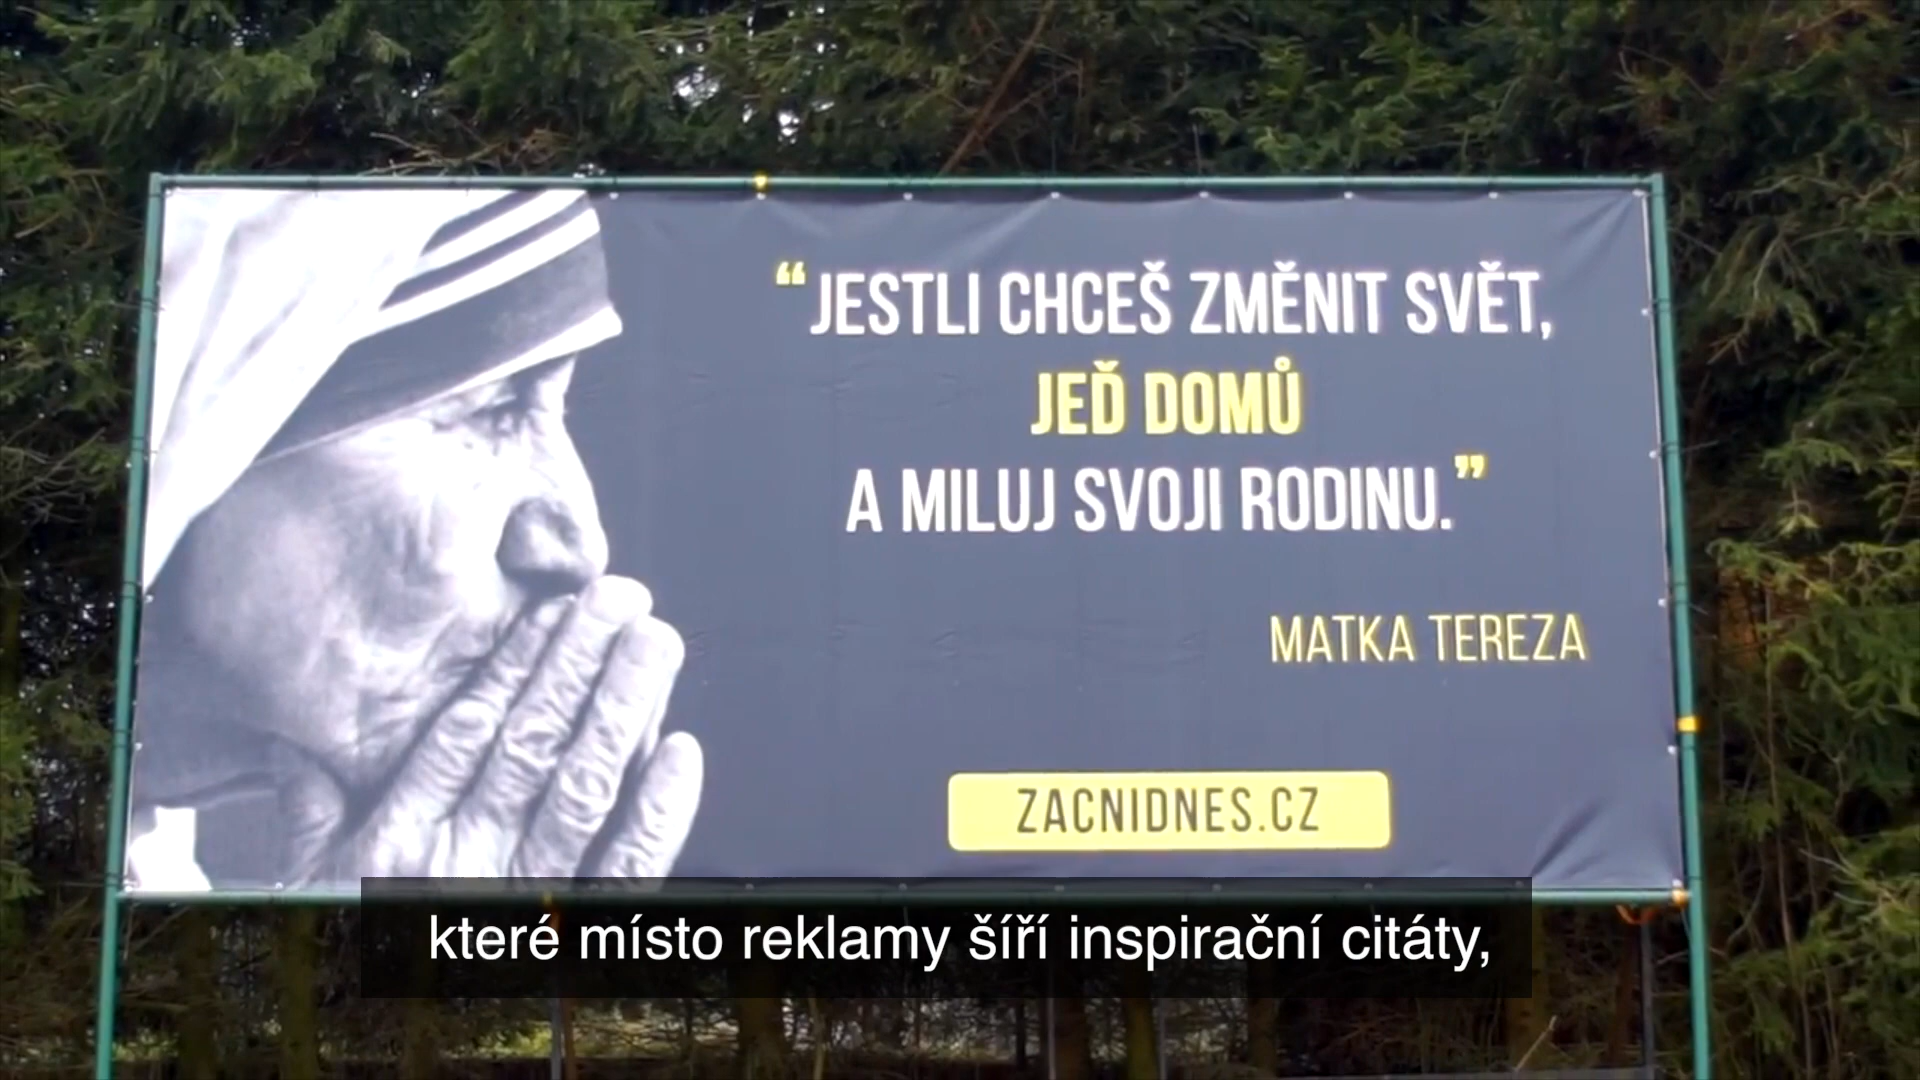 “JESTLI CHCEŠ ZMĚNIT SVĚT,
JEĎ DOMŮ
A MILUJ SVOJI RODINU.”
MATKA TEREZA
ZACNIDNES.CZ
které místo reklamy šíří inspirační citáty,